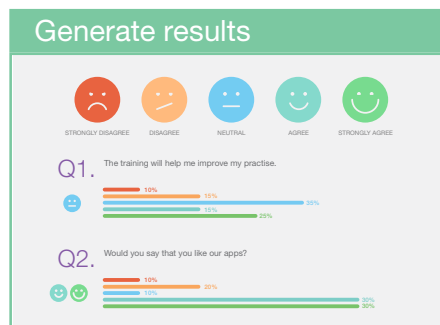 Generate results
STRONGLY DISAGREE DISAGREE NEUTRAL AGREE STRONGLY AGREE
Q1. The training will help me improve my practise.
10%
15%
35%
15%
25%
Q2. Would you say that you like our apps?
10%
20%
10%
30%
30%